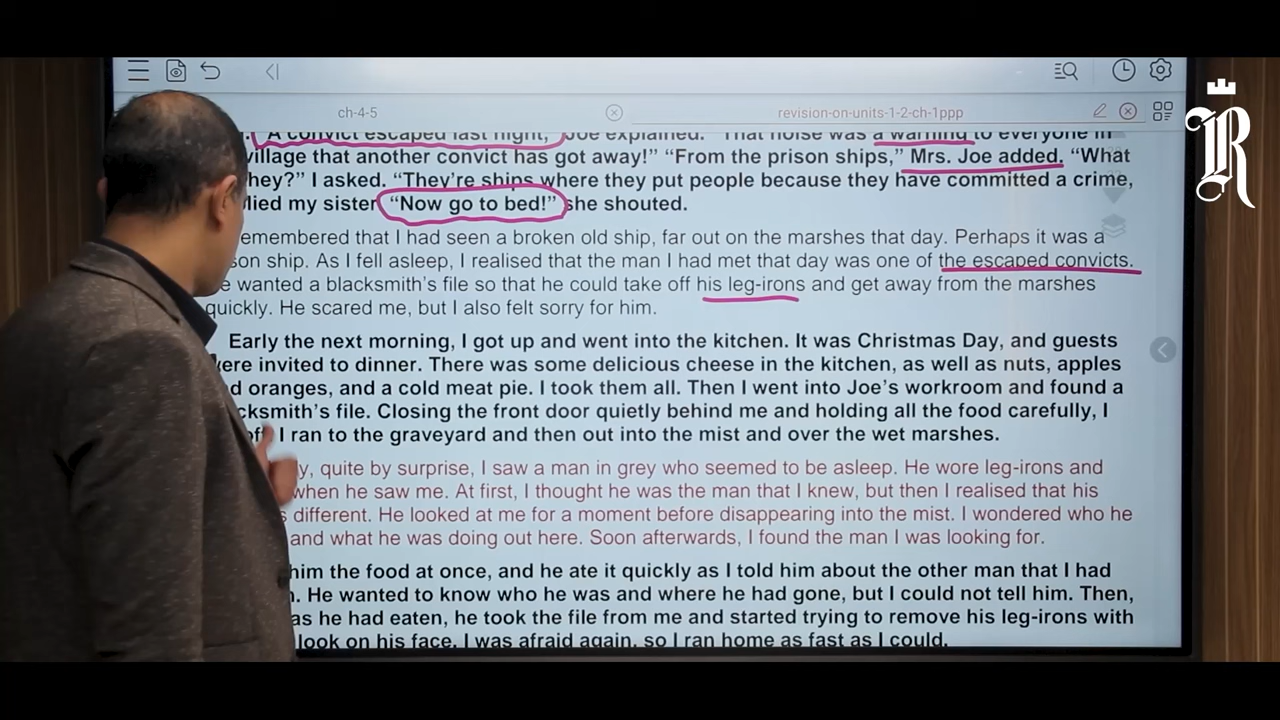 ch-4-5
revision-on-units-1-2-ch-1ppp
"A convict escaped last night," Joe explained. "That noise was a warning to everyone in
village that another convict has got away!" "From the prison ships," Mrs. Joe added. "What
hey?" I asked. "They're ships where they put people because they have committed a crime,
lied my sister "Now go to bed!" she shouted.
emembered that I had seen a broken old ship, far out on the marshes that day. Perhaps it was a
son ship. As I fell asleep, I realised that the man I had met that day was one of the escaped convicts.
e wanted a blacksmith's file so that he could take off his leg-irons and get away from the marshes
quickly. He scared me, but I also felt sorry for him.
Early the next morning, I got up and went into the kitchen. It was Christmas Day, and guests
were invited to dinner. There was some delicious cheese in the kitchen, as well as nuts, apples
d oranges, and a cold meat pie. I took them all. Then I went into Joe's workroom and found a
cksmith's file. Closing the front door quietly behind me and holding all the food carefully, I
off. I ran to the graveyard and then out into the mist and over the wet marshes.
y, quite by surprise, I saw a man in grey who seemed to be asleep. He wore leg-irons and
when he saw me. At first, I thought he was the man that I knew, but then I realised that his
s different. He looked at me for a moment before disappearing into the mist. I wondered who he
and what he was doing out here. Soon afterwards, I found the man I was looking for.
him the food at once, and he ate it quickly as I told him about the other man that I had
n. He wanted to know who he was and where he had gone, but I could not tell him. Then,
as he had eaten, he took the file from me and started trying to remove his leg-irons with
look on his face. I was afraid again, so I ran home as fast as I could.
R